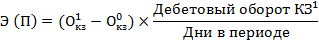 Э (П) = (О¹кз − О⁰кз) × Дебетовый оборот КЗ¹
Дни в периоде